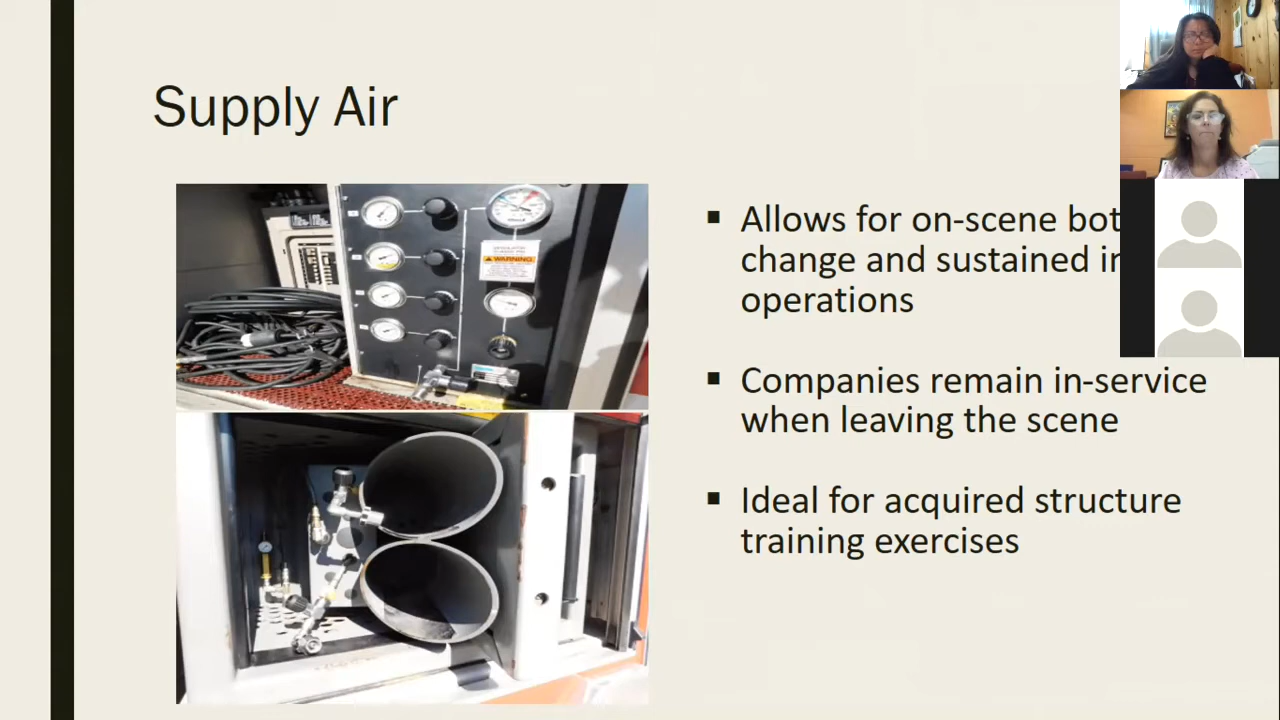 Supply Air
WARNING
Allows for on-scene
change and sustained
operations
Companies remain in-service
when leaving the scene
Ideal for acquired structure
training exercises